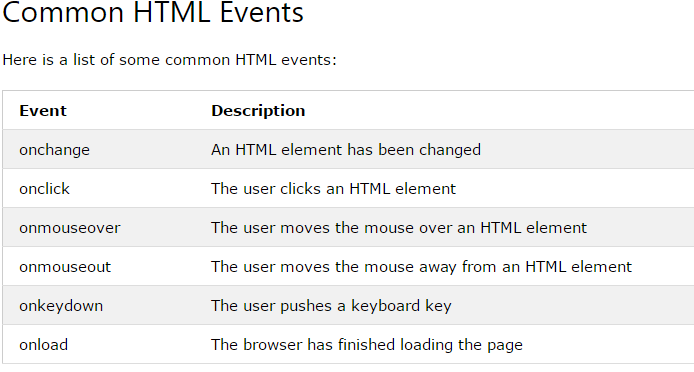 Common HTML Events
Here is a list of some common HTML events:
Event Description
onchange An HTML element has been changed
onclick The user clicks an HTML element
onmouseover The user moves the mouse over an HTML element
onmouseout The user moves the mouse away from an HTML element
onkeydown The user pushes a keyboard key
onload The browser has finished loading the page